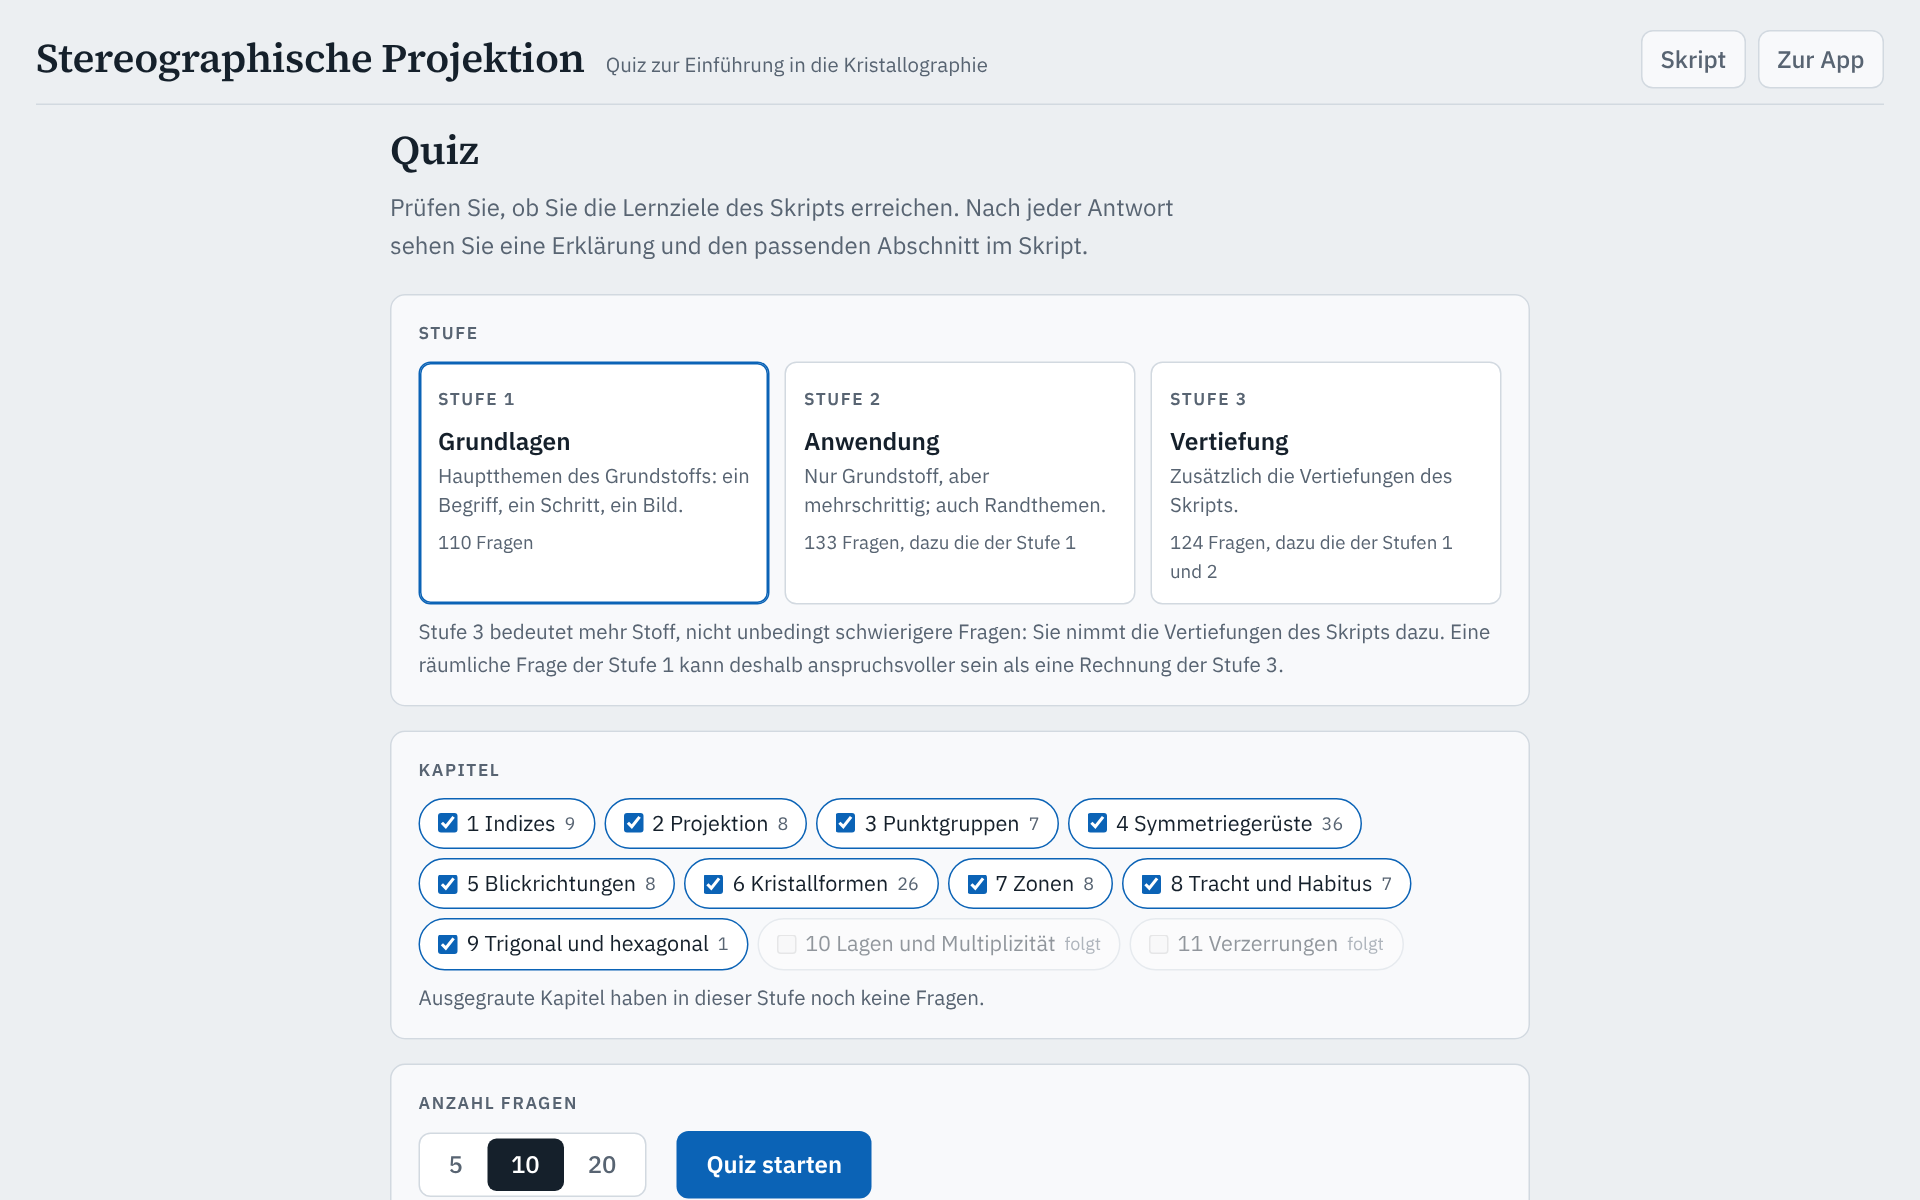 Stereographische Projektion Quiz zur Einführung in die Kristallographie Skript Zur App
Quiz
Prüfen Sie, ob Sie die Lernziele des Skripts erreichen. Nach jeder Antwort
sehen Sie eine Erklärung und den passenden Abschnitt im Skript.
STUFE
STUFE 1
Grundlagen
Hauptthemen des Grundstoffs: ein
Begriff, ein Schritt, ein Bild.
110 Fragen
STUFE 2
Anwendung
Nur Grundstoff, aber
mehrschrittig; auch Randthemen.
133 Fragen, dazu die der Stufe 1
STUFE 3
Vertiefung
Zusätzlich die Vertiefungen des
Skripts.
124 Fragen, dazu die der Stufen 1
und 2
Stufe 3 bedeutet mehr Stoff, nicht unbedingt schwierigere Fragen: Sie nimmt die Vertiefungen des Skripts dazu. Eine
räumliche Frage der Stufe 1 kann deshalb anspruchsvoller sein als eine Rechnung der Stufe 3.
KAPITEL
1 Indizes 9 2 Projektion 8 3 Punktgruppen 7 4 Symmetriegerüste 36
5 Blickrichtungen 8 6 Kristallformen 26 7 Zonen 8 8 Tracht und Habitus 7
9 Trigonal und hexagonal 1 10 Lagen und Multiplizität folgt 11 Verzerrungen folgt
Ausgegraute Kapitel haben in dieser Stufe noch keine Fragen.
ANZAHL FRAGEN
5 10 20 Quiz starten